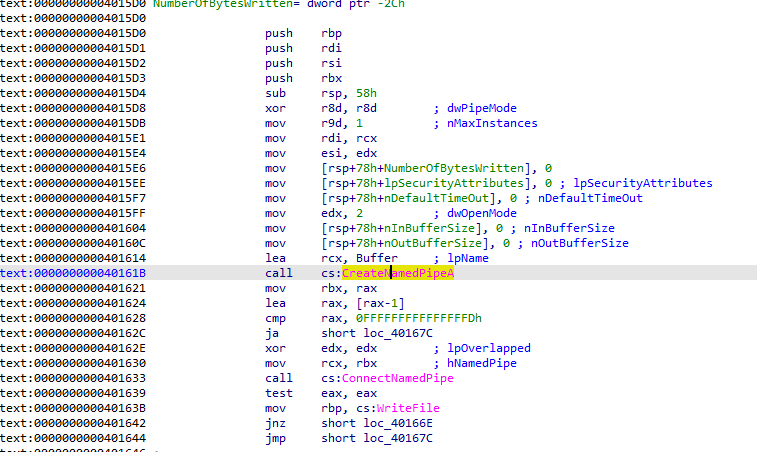 text:00000000004015D0 NumberOfBytesWritten= dword ptr -2Ch
text:00000000004015D0
text:00000000004015D0 push rbp
text:00000000004015D1 push rdi
text:00000000004015D2 push rsi
text:00000000004015D3 push rbx
text:00000000004015D4 sub rsp, 58h
text:00000000004015D8 xor r8d, r8d ; dwPipeMode
text:00000000004015DB mov r9d, 1 ; nMaxInstances
text:00000000004015E1 mov rdi, rcx
text:00000000004015E4 mov esi, edx
text:00000000004015E6 mov [rsp+78h+NumberOfBytesWritten], 0
text:00000000004015EE mov [rsp+78h+lpSecurityAttributes], 0 ; lpSecurityAttributes
text:00000000004015F7 mov [rsp+78h+nDefaultTimeOut], 0 ; nDefaultTimeOut
text:00000000004015FF mov edx, 2 ; dwOpenMode
text:0000000000401604 mov [rsp+78h+nInBufferSize], 0 ; nInBufferSize
text:000000000040160C mov [rsp+78h+nOutBufferSize], 0 ; nOutBufferSize
text:0000000000401614 lea rcx, Buffer ; lpName
text:000000000040161B call cs:CreateNamedPipeA
text:0000000000401621 mov rbx, rax
text:0000000000401624 lea rax, [rax-1]
text:0000000000401628 cmp rax, 0FFFFFFFFFFFFFFFDh
text:000000000040162C ja short loc_40167C
text:000000000040162E xor edx, edx ; lpOverlapped
text:0000000000401630 mov rcx, rbx ; hNamedPipe
text:0000000000401633 call cs:ConnectNamedPipe
text:0000000000401639 test eax, eax
text:000000000040163B mov rbp, cs:WriteFile
text:0000000000401642 jnz short loc_40166E
text:0000000000401644 jmp short loc_40167C